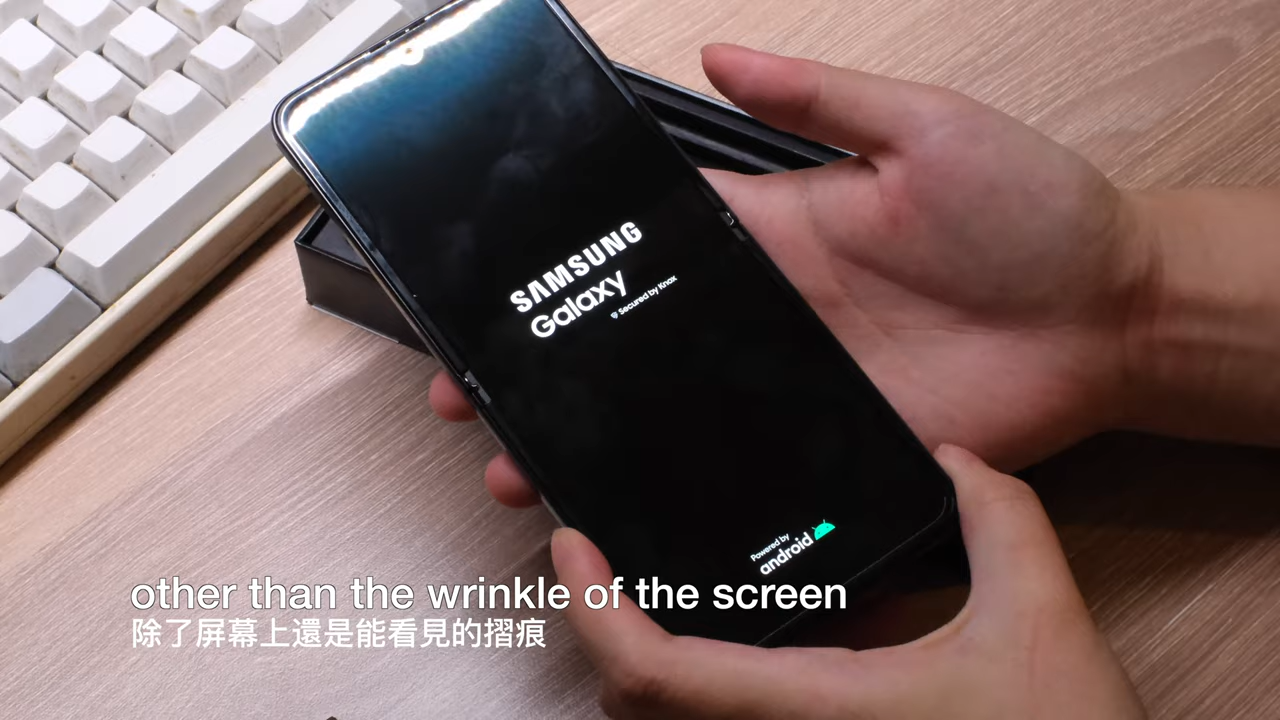 SAMSUNG
Galaxy
Secured by Knox
Powered by
android
other than the wrinkle of the screen
除了屏幕上還是能看見的摺痕